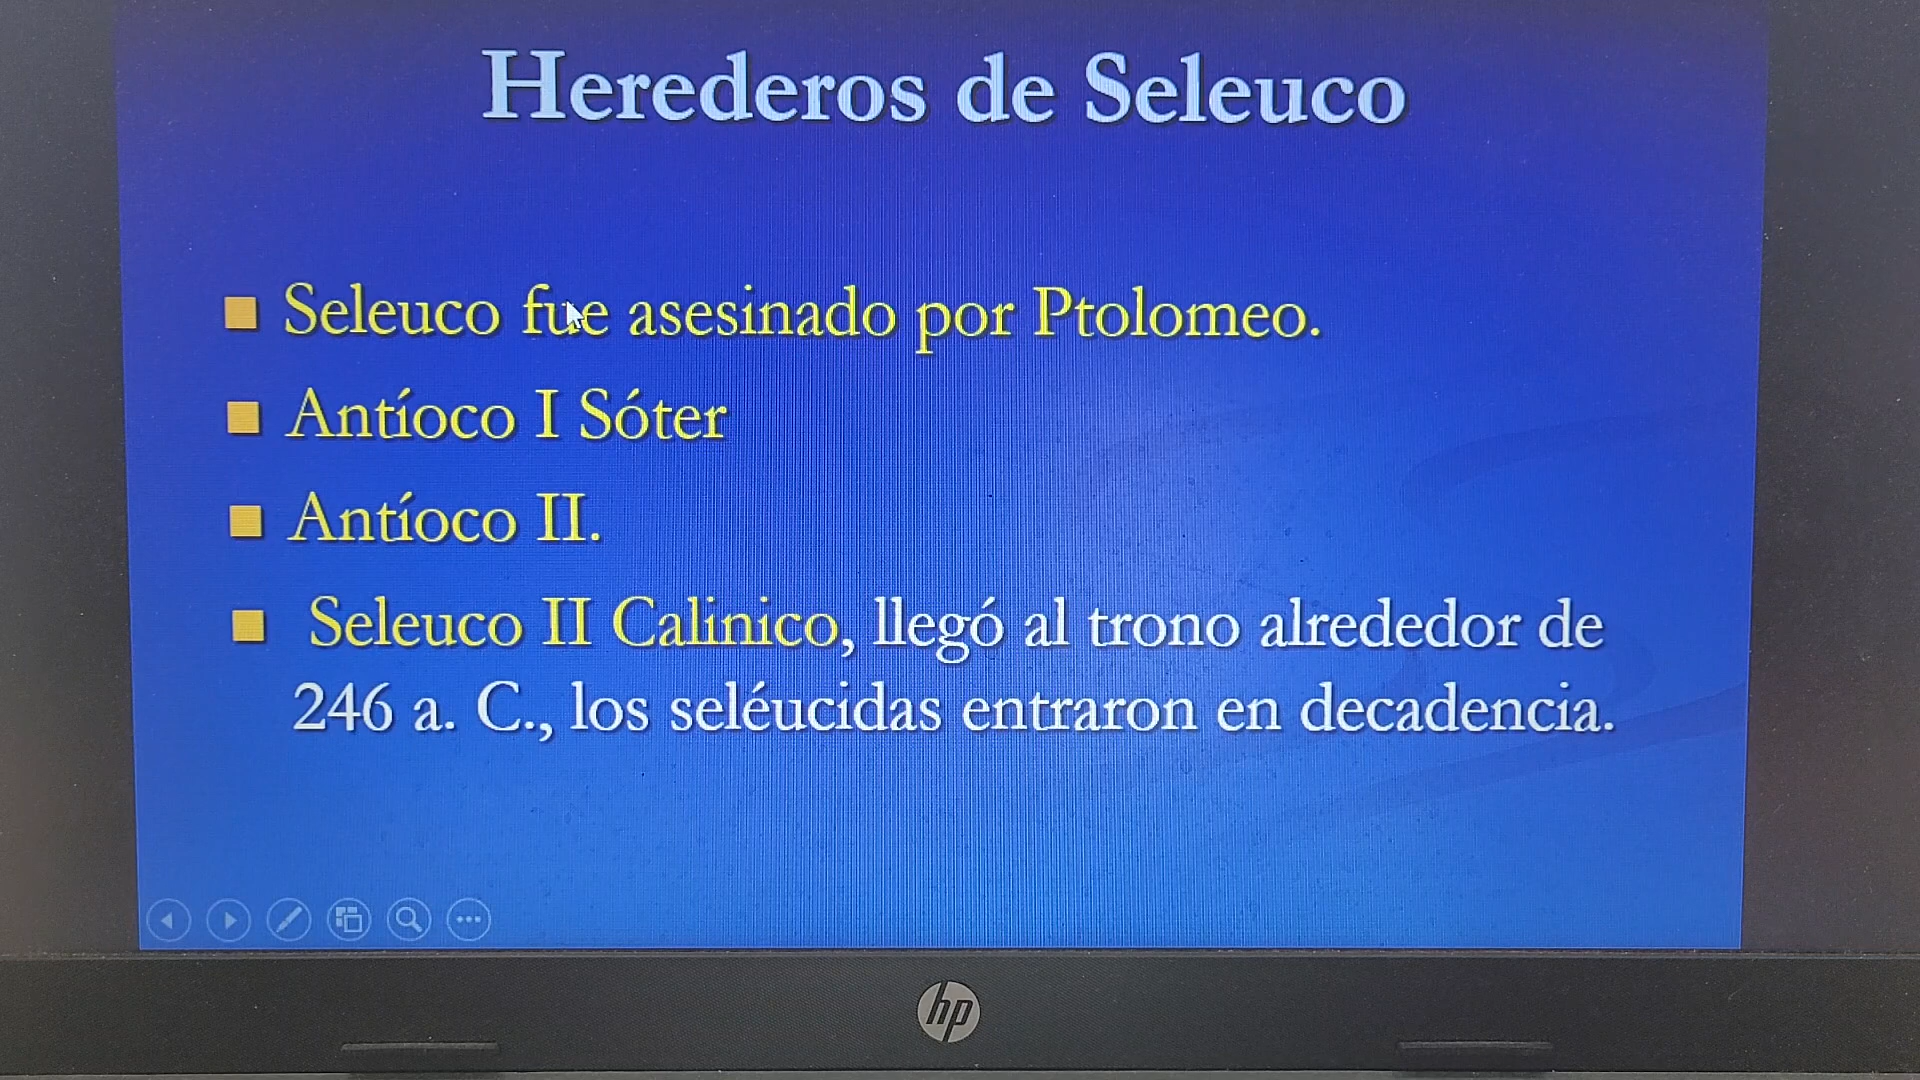 Herederos de Seleuco
Seleuco fue asesinado por Ptolomeo.
Antíoco I Sóter
Antíoco II.
Seleuco II Calinico, llegó al trono alrededor de
246 a. C., los seléucidas entraron en decadencia.
hp